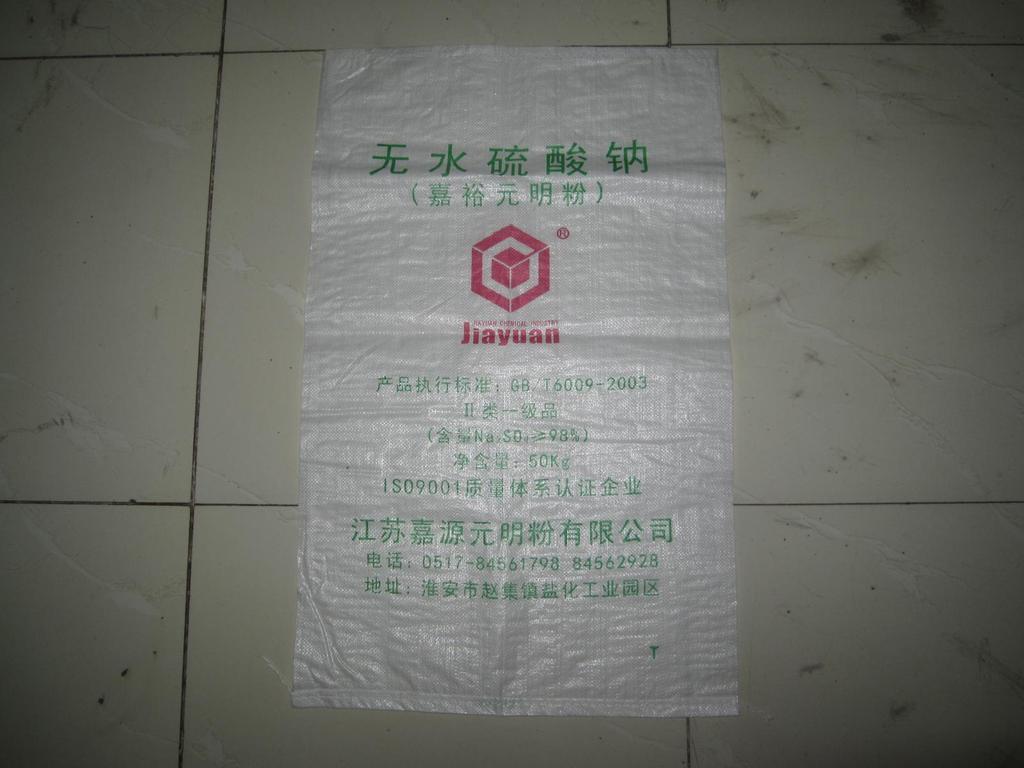 无水硫酸钠
（嘉裕元明粉）
®
JIAYUAN CHEMICAL INDUSTRY
Jiayuan
产品执行标准：GB/T6009-2003
Ⅱ类一级品
(含量Na₂SO₄≥98%)
净含量：50Kg
ISO9001质量体系认证企业
江苏嘉源元明粉有限公司
电话：0517-84561798 84562928
地址：淮安市赵集镇盐化工业园区
T